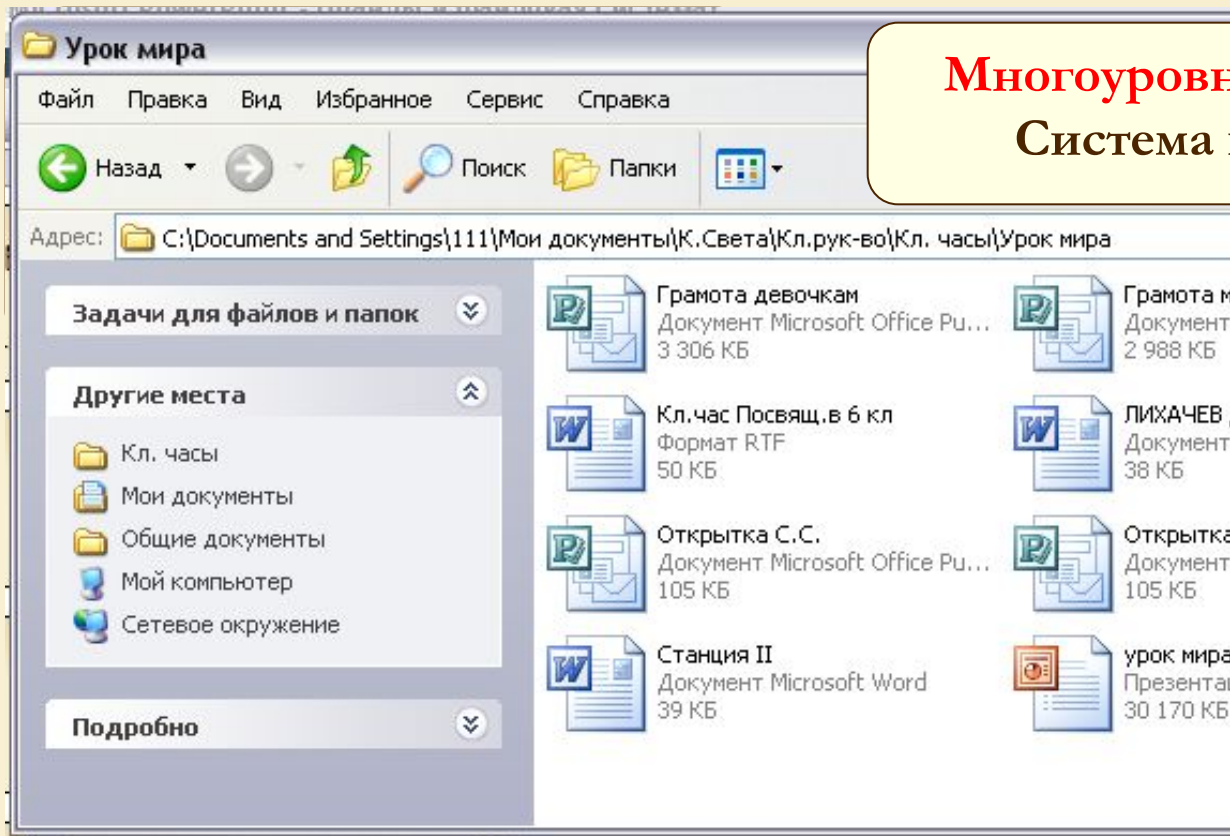 Урок мира
Многоуровн
Система
Файл Правка Вид Избранное Сервис Справка
Назад Поиск Папки
Адрес: C:\Documents and Settings\111\Мои документы\К.Света\Кл.рук-во\Кл. часы\Урок мира
Задачи для файлов и папок
Другие места
Кл. часы
Мои документы
Общие документы
Мой компьютер
Сетевое окружение
Подробно
Грамота девочкам
Документ Microsoft Office Pu...
3 306 КБ
Грамота м
Документ
2 988 КБ
Кл.час Посвящ.в 6 кл
Формат RTF
50 КБ
ЛИХАЧЕВ
Документ
38 КБ
Открытка С.С.
Документ Microsoft Office Pu...
105 КБ
Открытка
Документ
105 КБ
Станция II
Документ Microsoft Word
39 КБ
урок мира
Презентац
30 170 КБ